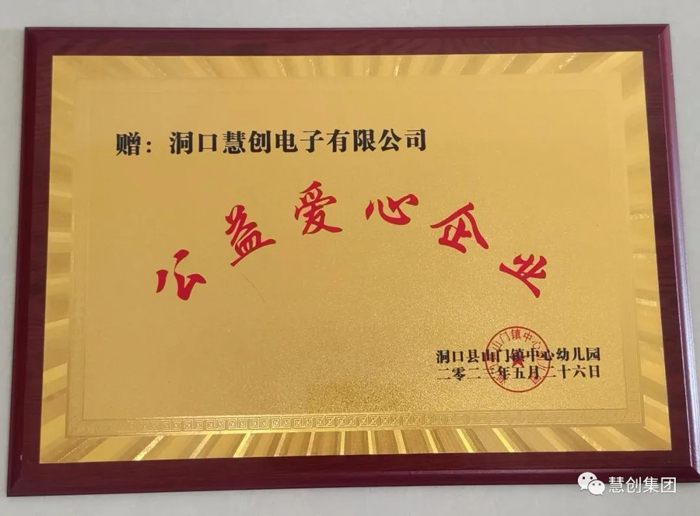 赠：洞口慧创电子有限公司
公益爱心企业
洞口县山门镇中心幼儿园
二零二三年五月二十六日
慧创集团